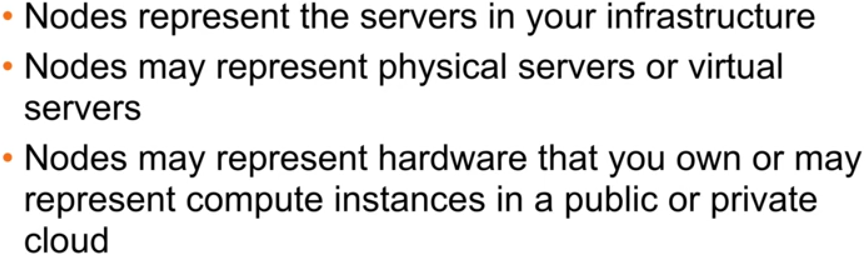 • Nodes represent the servers in your infrastructure
• Nodes may represent physical servers or virtual
servers
• Nodes may represent hardware that you own or may
represent compute instances in a public or private
cloud